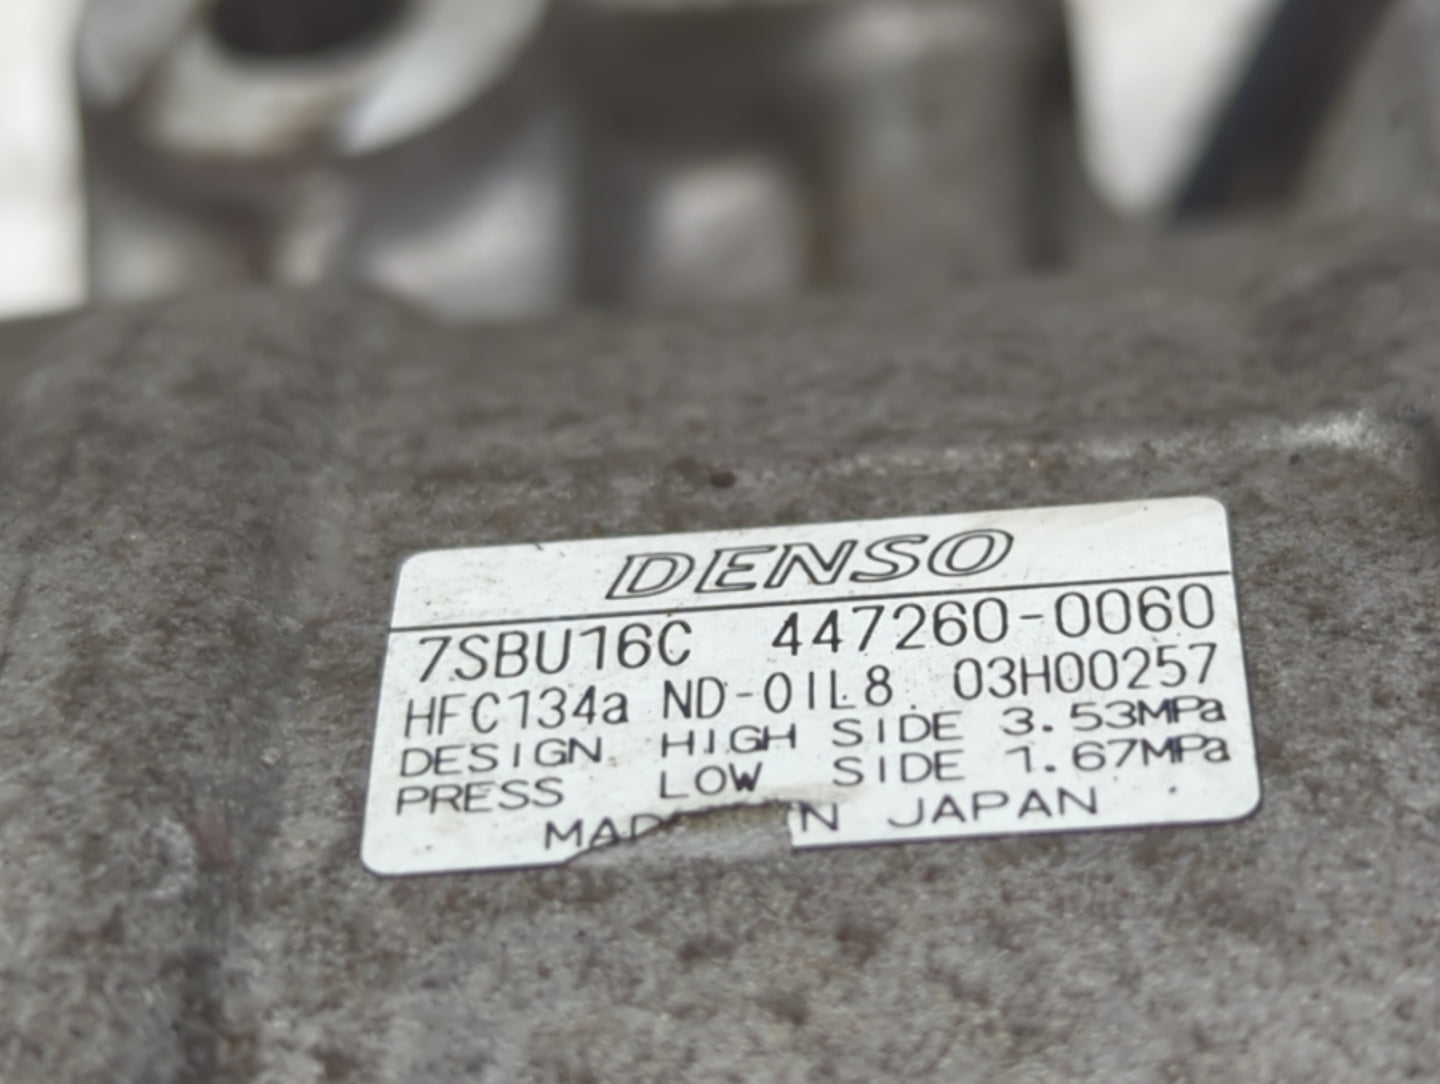 DENSO
7SBU16C 447260-0060
HFC134a ND-OIL8 03H00257
DESIGN HIGH SIDE 3.53MPa
PRESS LOW SIDE 1.67MPa
JAPAN